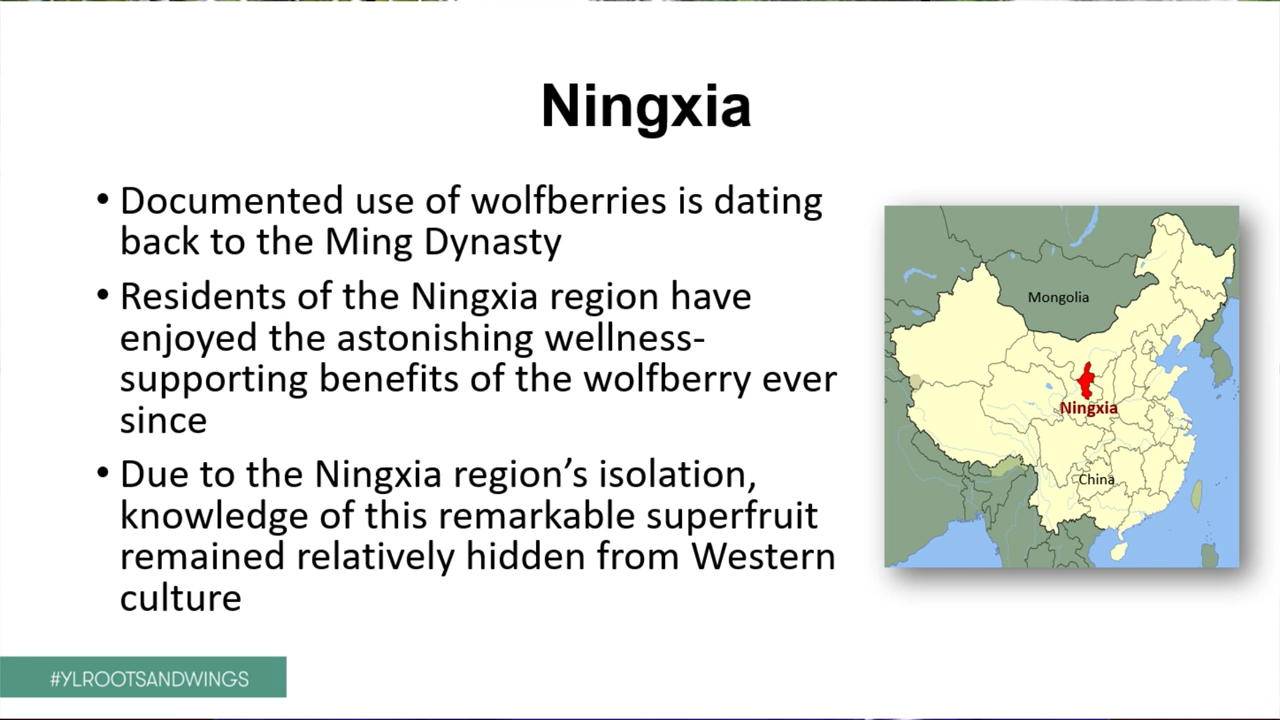 Ningxia
• Documented use of wolfberries is dating
back to the Ming Dynasty
• Residents of the Ningxia region have
enjoyed the astonishing wellness-
supporting benefits of the wolfberry ever
since
• Due to the Ningxia region’s isolation,
knowledge of this remarkable superfruit
remained relatively hidden from Western
culture
Mongolia
Ningxia
China
#YLROOTSANDWINGS